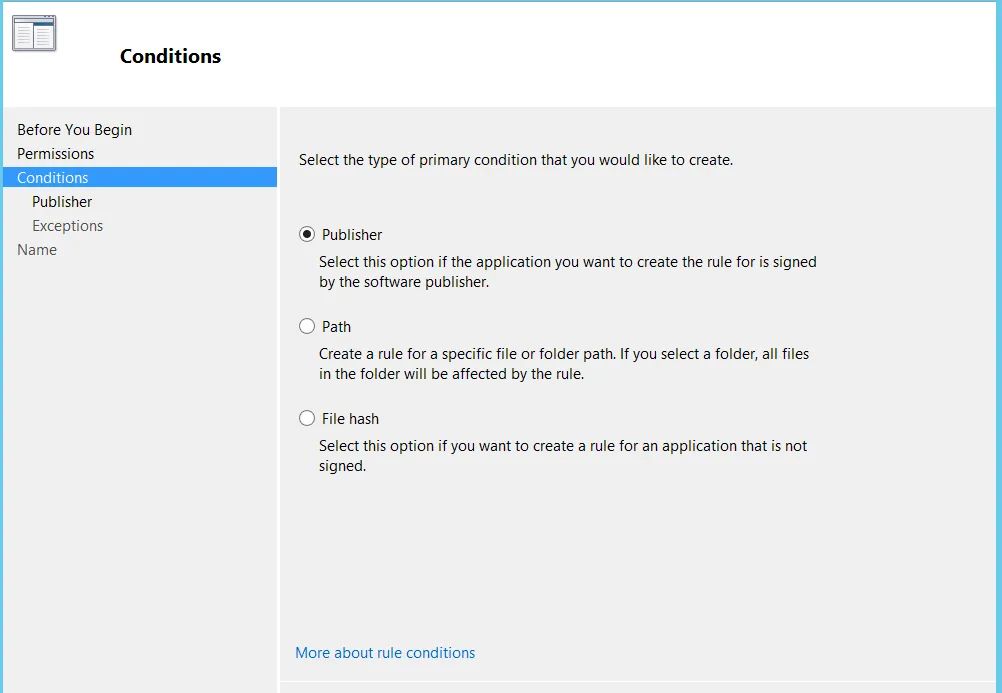 Conditions
Before You Begin
Permissions
Conditions
Publisher
Exceptions
Name
Select the type of primary condition that you would like to create.
Publisher
Select this option if the application you want to create the rule for is signed
by the software publisher.
Path
Create a rule for a specific file or folder path. If you select a folder, all files
in the folder will be affected by the rule.
File hash
Select this option if you want to create a rule for an application that is not
signed.
More about rule conditions